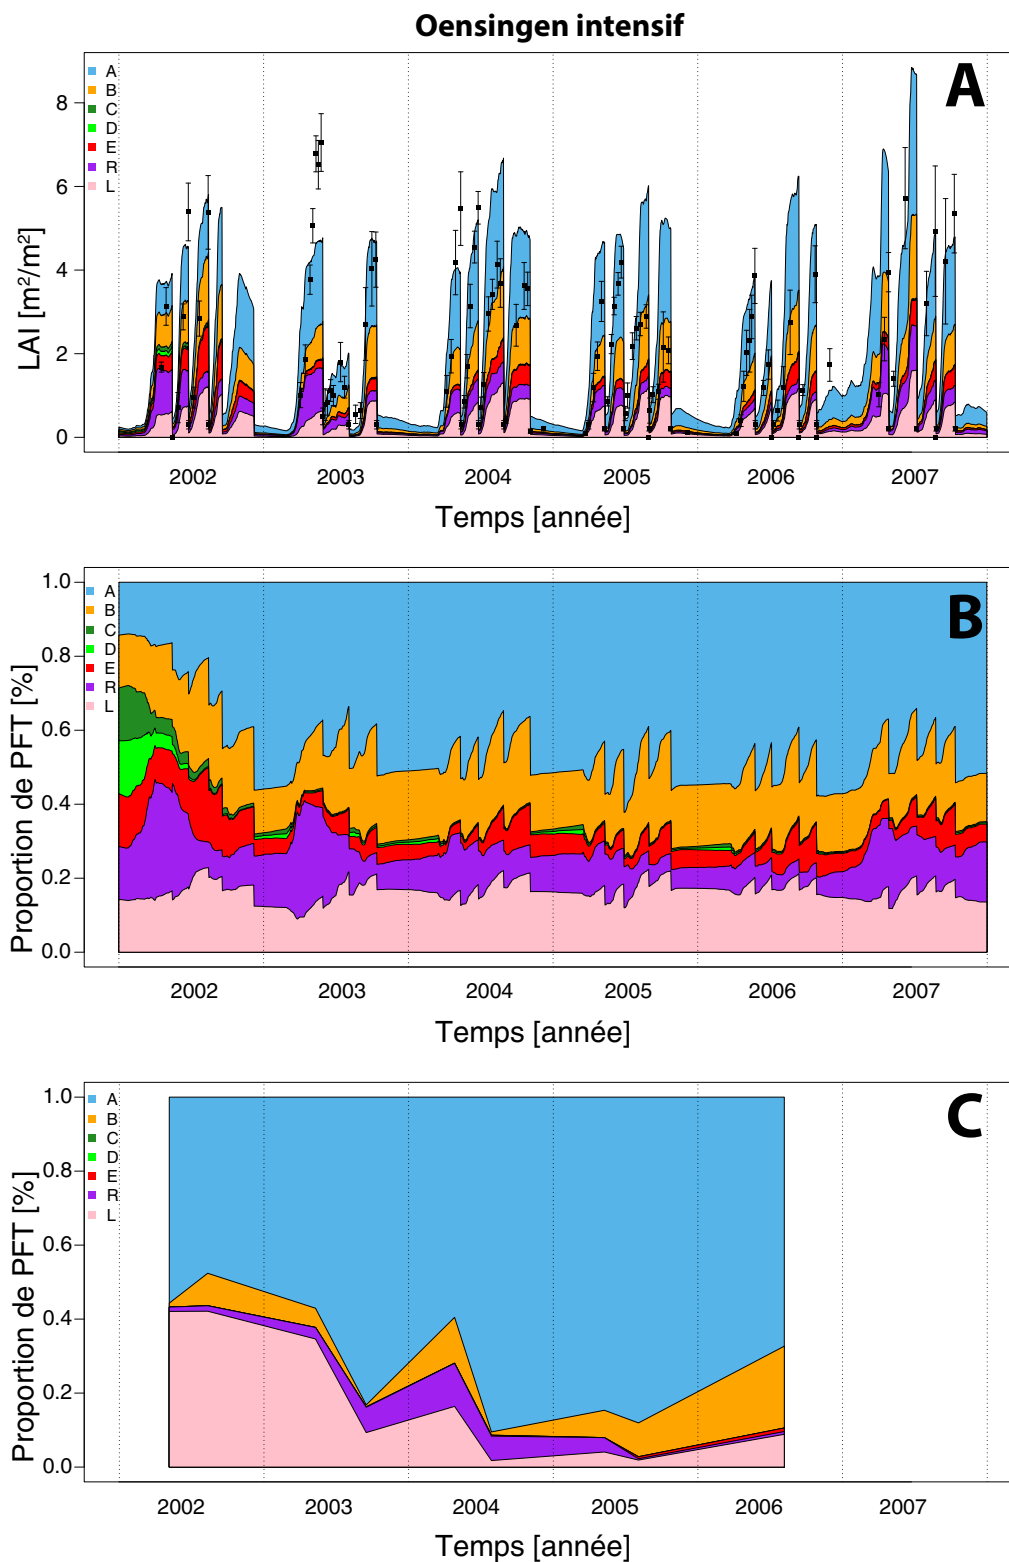 Oensingen intensif
A
A
B
C
D
E
R
L
8
6
4
2
0
LAI [m²/m²]
2002 2003 2004 2005 2006 2007
Temps [année]
B
A
B
C
D
E
R
L
1.0
0.8
0.6
0.4
0.2
0.0
Proportion de PFT [%]
2002 2003 2004 2005 2006 2007
Temps [année]
C
A
B
C
D
E
R
L
1.0
0.8
0.6
0.4
0.2
0.0
Proportion de PFT [%]
2002 2003 2004 2005 2006 2007
Temps [année]